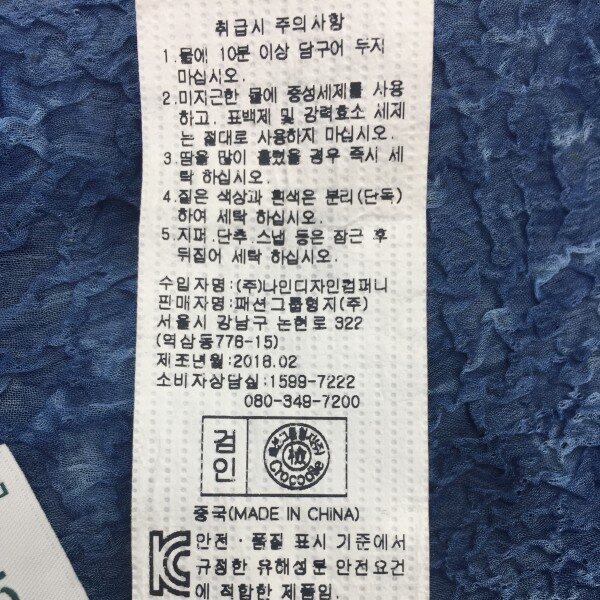 취급시 주의사항
1.물에 10분 이상 담구어 두지
마십시오.
2.미지근한 물에 중성세제를 사용
하고, 표백제 및 강력효소 세제
는 절대로 사용하지 마십시오.
3.땀을 많이 흘렸을 경우 즉시 세
탁 하십시오.
4.짙은 색상과 흰색은 분리(단독)
하여 세탁 하십시오.
5.지퍼,단추,스냅 등은 잠근 후
뒤집어 세탁 하십시오.
수입자명:(주)나인디자인컴퍼니
판매자명:패션그룹형지(주)
서울시 강남구 논현로 322
(역삼동778-15)
제조년월:2018.02
소비자상담실:1599-7222
080-349-7200
검인
패션그룹형지(주)
檢
Crocodile
중국(MADE IN CHINA)
안전·품질 표시 기준에서
규정한 유해성분 안전요건
에 적합한 제품임.